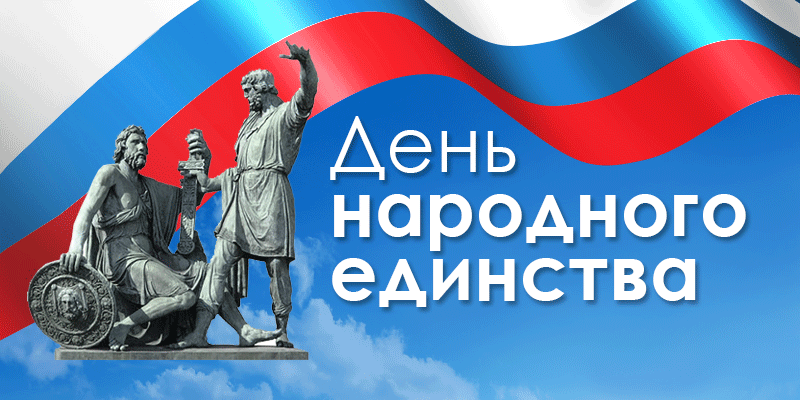 День
народного
единства